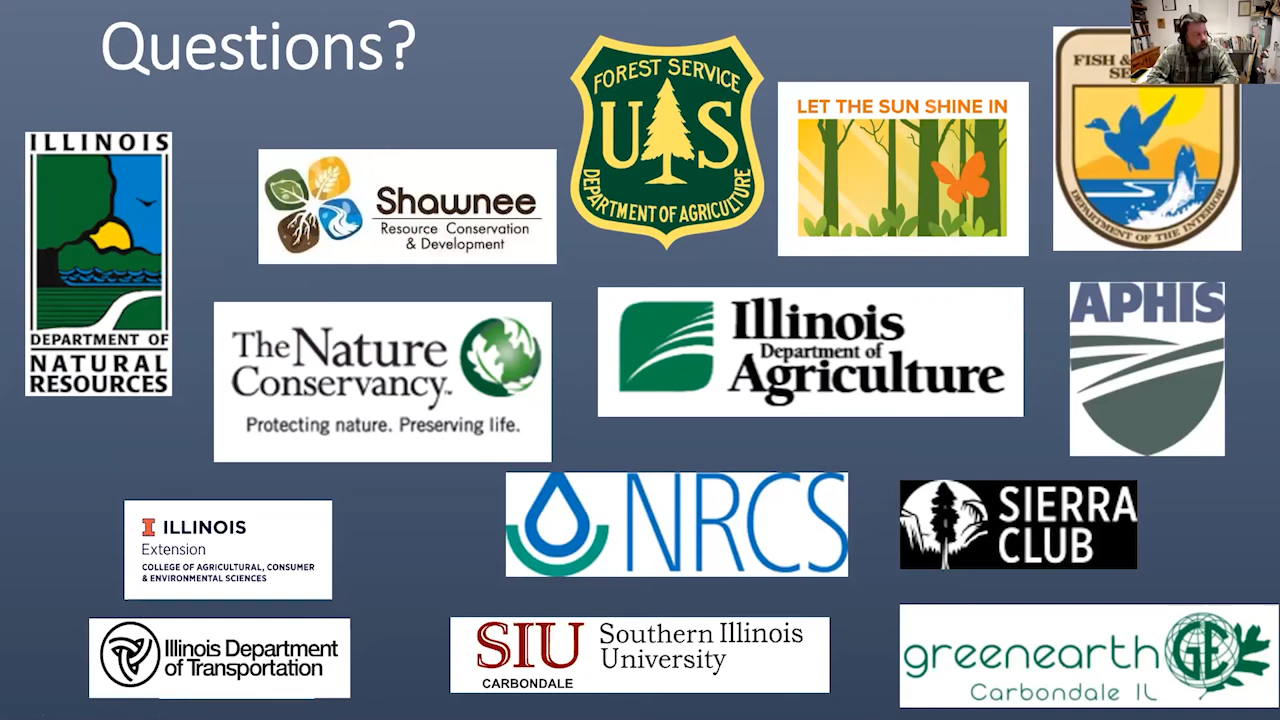 Questions?
ILLINOIS
DEPARTMENT OF
NATURAL
RESOURCES
Shawnee
Resource Conservation
& Development
FOREST SERVICE
US
DEPARTMENT OF AGRICULTURE
LET THE SUN SHINE IN
FISH &
DEPARTMENT OF THE INTERIOR
The Nature
Conservancy™
Protecting nature. Preserving life.
Illinois
Department of
Agriculture
APHIS
I ILLINOIS
Extension
COLLEGE OF AGRICULTURAL, CONSUMER
& ENVIRONMENTAL SCIENCES
NRCS
SIERRA
CLUB
Illinois Department
of Transportation
SIU
CARBONDALE
Southern Illinois
University
greenearth
GE
Carbondale IL